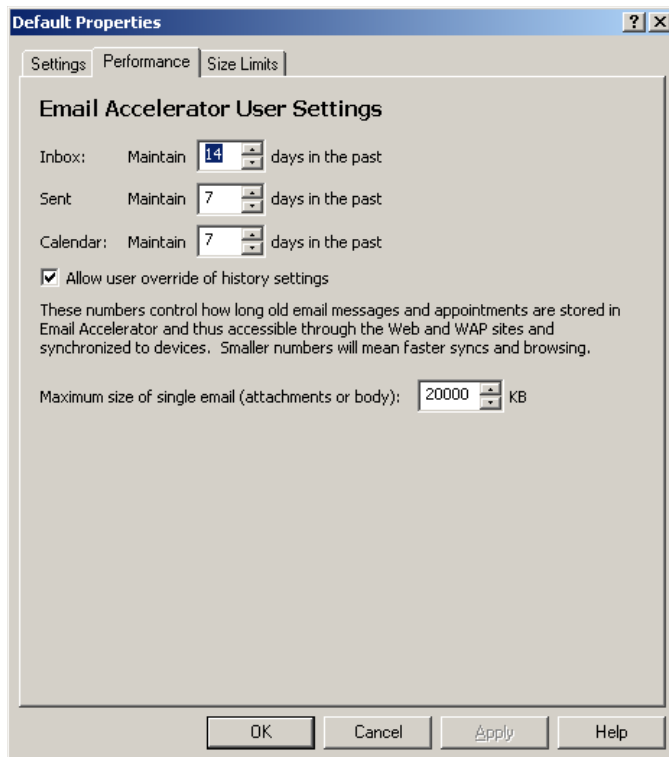 Default Properties
Settings Performance Size Limits
Email Accelerator User Settings
Inbox: Maintain 14 days in the past
Sent Maintain 7 days in the past
Calendar: Maintain 7 days in the past
Allow user override of history settings
These numbers control how long old email messages and appointments are stored in
Email Accelerator and thus accessible through the Web and WAP sites and
synchronized to devices. Smaller numbers will mean faster syncs and browsing.
Maximum size of single email (attachments or body): 20000 KB
OK Cancel Apply Help